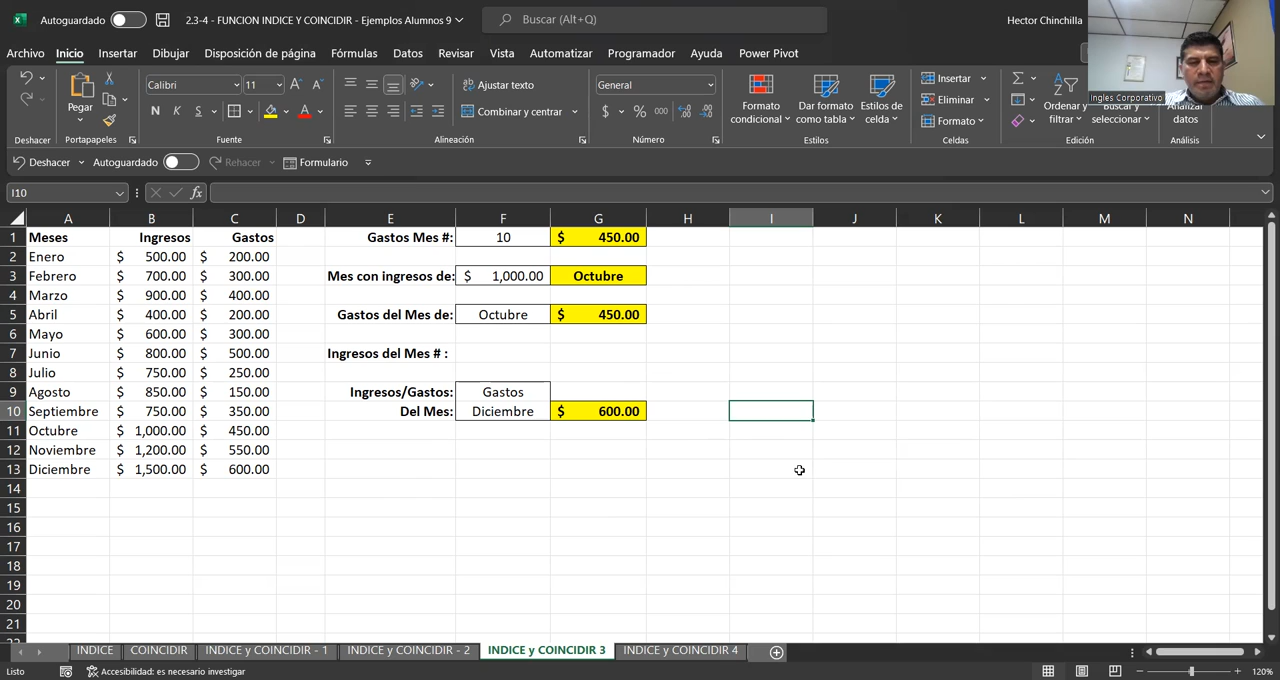 Autoguardado 2.3-4 - FUNCION INDICE Y COINCIDIR - Ejemplos Alumnos 9 Buscar (Alt+Q) Hector Chinchilla
Archivo Inicio Insertar Dibujar Disposición de página Fórmulas Datos Revisar Vista Automatizar Programador Ayuda Power Pivot
Pegar Calibri 11 Ajustar texto General Formato condicional Dar formato como tabla Estilos de celda Insertar Ordenar y filtrar Buscar y seleccionar Analizar datos
N K S Combinar y centrar $ % 000 Eliminar
Formato
Ingles Corporativo
Deshacer Portapapeles Fuente Alineación Número Estilos Celdas Edición Análisis
Deshacer Autoguardado Rehacer Formulario
I10 fx
A B C D E F G H I J K L M N
1 Meses Ingresos Gastos Gastos Mes #: 10 $ 450.00
2 Enero $ 500.00 $ 200.00
3 Febrero $ 700.00 $ 300.00 Mes con ingresos de: $ 1,000.00 Octubre
4 Marzo $ 900.00 $ 400.00
5 Abril $ 400.00 $ 200.00 Gastos del Mes de: Octubre $ 450.00
6 Mayo $ 600.00 $ 300.00
7 Junio $ 800.00 $ 500.00 Ingresos del Mes # :
8 Julio $ 750.00 $ 250.00
9 Agosto $ 850.00 $ 150.00 Ingresos/Gastos: Gastos
10 Septiembre $ 750.00 $ 350.00 Del Mes: Diciembre $ 600.00
11 Octubre $ 1,000.00 $ 450.00
12 Noviembre $ 1,200.00 $ 550.00
13 Diciembre $ 1,500.00 $ 600.00
14
15
16
17
18
19
20
21
INDICE COINCIDIR INDICE y COINCIDIR - 1 INDICE y COINCIDIR - 2 INDICE y COINCIDIR 3 INDICE y COINCIDIR 4
Listo Accesibilidad: es necesario investigar 120%